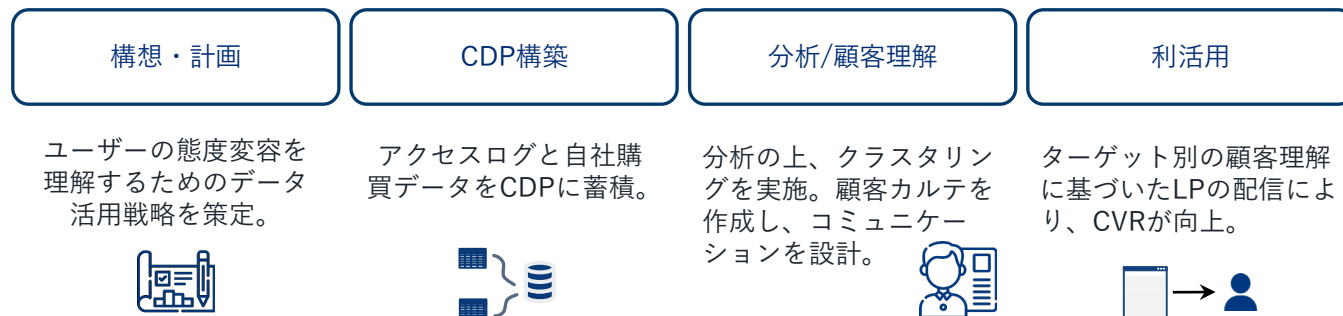 構想・計画
CDP構築
分析/顧客理解
利活用
ユーザーの態度変容を
理解するためのデータ
活用戦略を策定。
アクセスログと自社購
買データをCDPに蓄積。
分析の上、クラスタリン
グを実施。顧客カルテを
作成し、コミュニケー
ションを設計。
ターゲット別の顧客理解
に基づいたLPの配信によ
り、CVRが向上。